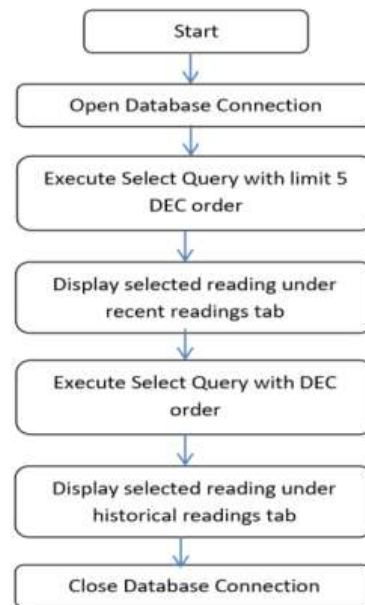 Start
Open Database Connection
Execute Select Query with limit 5
DEC order
Display selected reading under
recent readings tab
Execute Select Query with DEC
order
Display selected reading under
historical readings tab
Close Database Connection